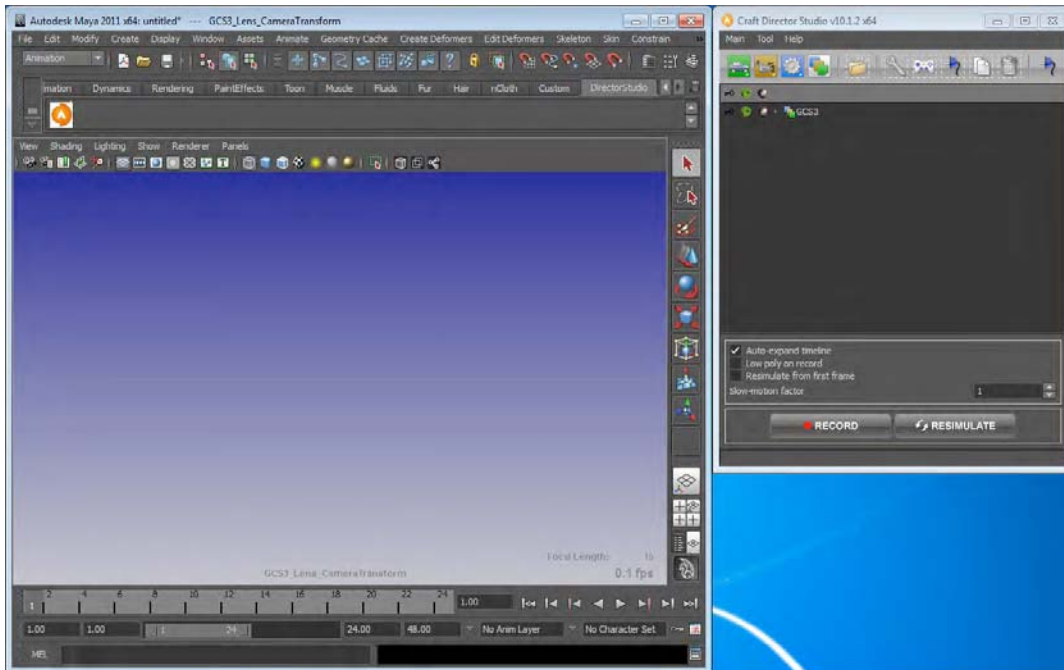 Autodesk Maya 2011 x64: untitled* --- GCS3_Lens_CameraTransform
File Edit Modify Create Display Window Assets Animate Geometry Cache Create Deformers Edit Deformers Skeleton Skin Constrain
Animation
mation Dynamics Rendering PaintEffects Toon Muscle Fluids Fur Hair nCloth Custom DirectorStudio
View Shading Lighting Show Renderer Panels
Focal Length: 15
GCS3_Lens_CameraTransform 0.1 fps
2 4 6 8 10 12 14 16 18 20 22 24
1 1.00
1.00 1.00 1 24 24.00 48.00 No Anim Layer No Character Set
MEL
Craft Director Studio v10.1.2 x64
Main Tool Help
GCS3
Auto-expand timeline
Low poly on record
Resimulate from first frame
Slow-motion factor 1
RECORD RESIMULATE